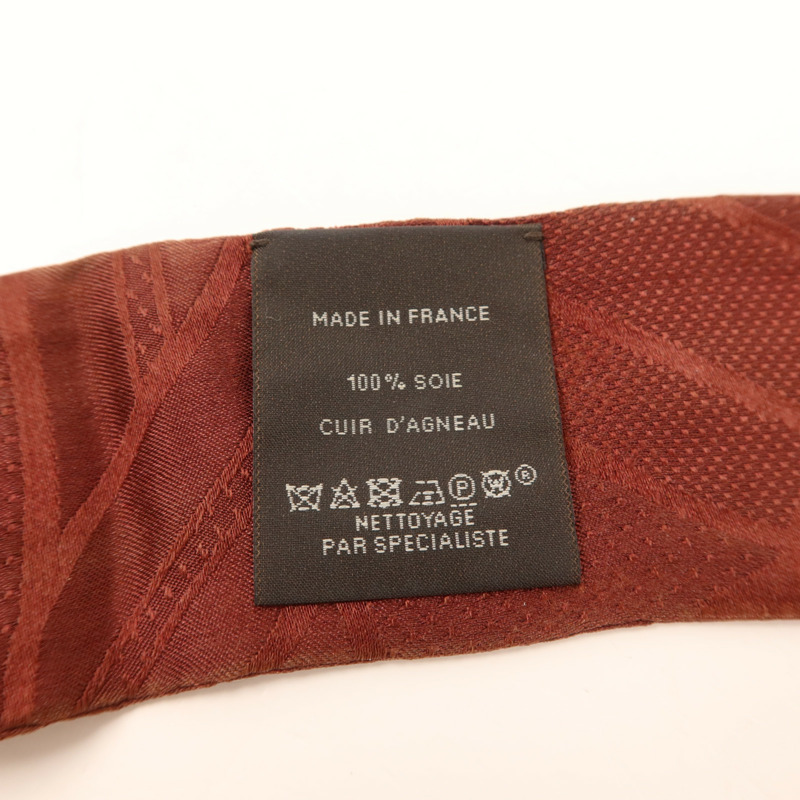 MADE IN FRANCE
100% SOIE
CUIR D'AGNEAU
P W ®
NETTOYAGE
PAR SPECIALISTE